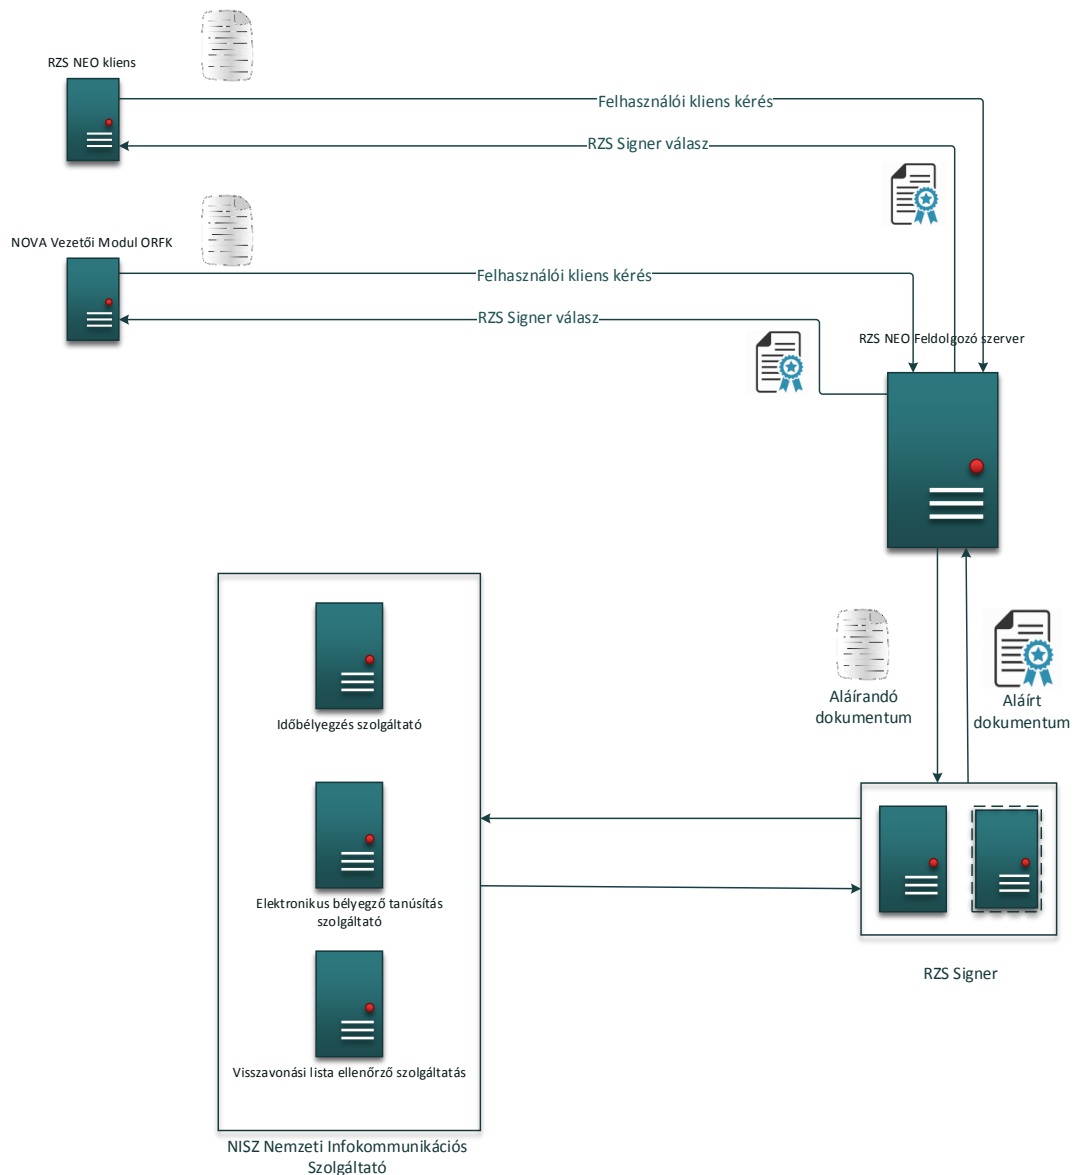 RZS NEO kliens
Felhasználói kliens kérés
RZS Signer válasz
NOVA Vezetői Modul ORFK
Felhasználói kliens kérés
RZS Signer válasz
RZS NEO Feldolgozó szerver
Aláírandó
dokumentum
Aláírt
dokumentum
Időbélyegzés szolgáltató
Elektronikus bélyegző tanúsítás
szolgáltató
Visszavonási lista ellenőrző szolgáltatás
RZS Signer
NISZ Nemzeti Infokommunikációs
Szolgáltató